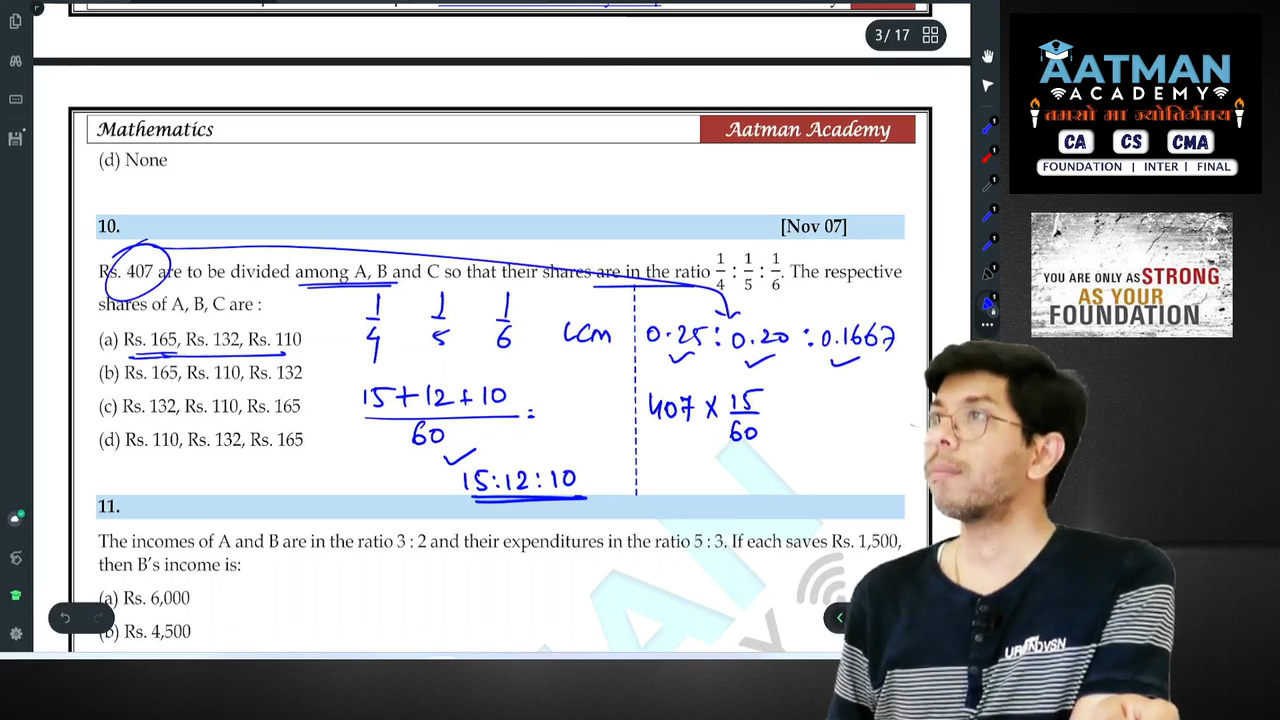 3 / 17
Mathematics
Aatman Academy
(d) None
10.
[Nov 07]
Rs. 407 are to be divided among A, B and C so that their shares are in the ratio 1/4 : 1/5 : 1/6. The respective
shares of A, B, C are :
(a) Rs. 165, Rs. 132, Rs. 110
(b) Rs. 165, Rs. 110, Rs. 132
(c) Rs. 132, Rs. 110, Rs. 165
(d) Rs. 110, Rs. 132, Rs. 165
1/4 1/5 1/6 LCM
15+12+10/60 =
15:12:10
0.25 : 0.20 : 0.1667
407 × 15/60
11.
The incomes of A and B are in the ratio 3 : 2 and their expenditures in the ratio 5 : 3. If each saves Rs. 1,500,
then B's income is:
(a) Rs. 6,000
(b) Rs. 4,500
AATMAN
ACADEMY
तमसो मा ज्योतिर्गमय
CA CS CMA
FOUNDATION | INTER | FINAL
YOU ARE ONLY AS STRONG
AS YOUR
FOUNDATION